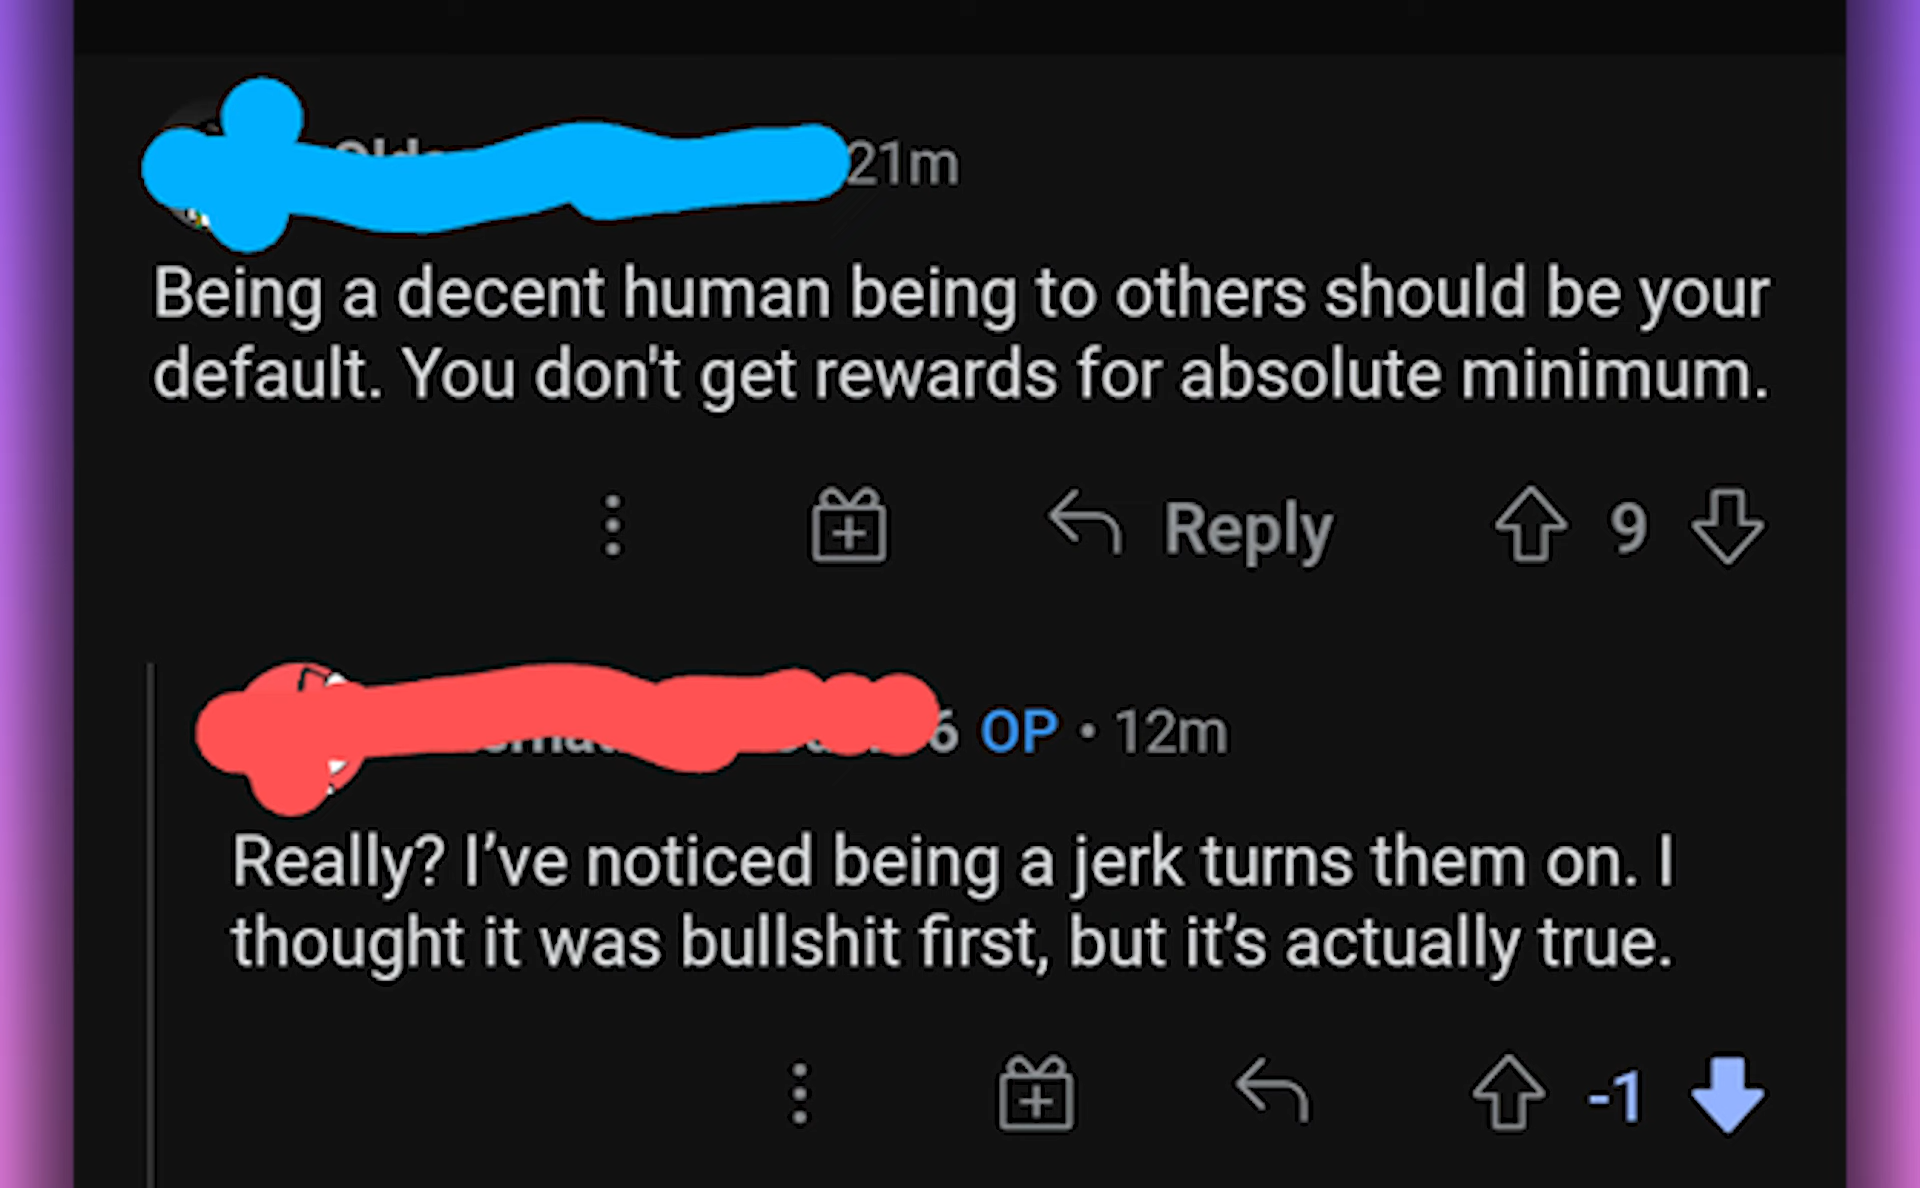 21m
Being a decent human being to others should be your
default. You don't get rewards for absolute minimum.
Reply 9
6 OP • 12m
Really? I’ve noticed being a jerk turns them on. I
thought it was bullshit first, but it’s actually true.
-1